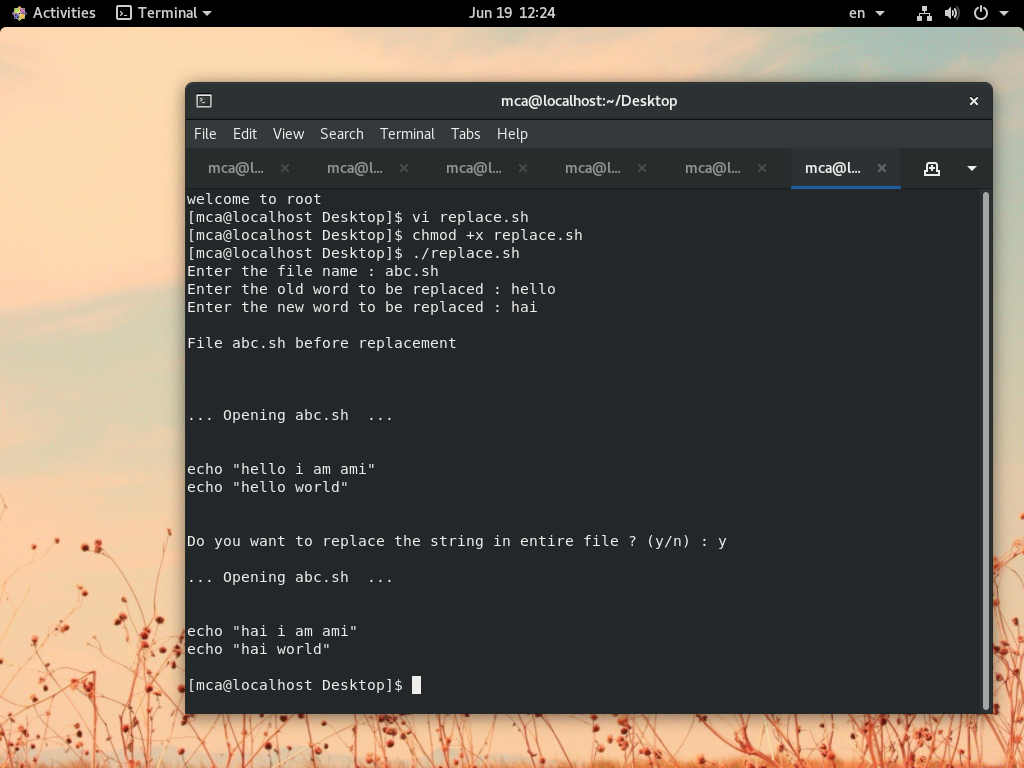 Activities Terminal Jun 19 12:24 en
mca@localhost:~/Desktop
File Edit View Search Terminal Tabs Help
mca@l... mca@l... mca@l... mca@l... mca@l... mca@l...
welcome to root
[mca@localhost Desktop]$ vi replace.sh
[mca@localhost Desktop]$ chmod +x replace.sh
[mca@localhost Desktop]$ ./replace.sh
Enter the file name : abc.sh
Enter the old word to be replaced : hello
Enter the new word to be replaced : hai
File abc.sh before replacement
... Opening abc.sh  ...
echo "hello i am ami"
echo "hello world"
Do you want to replace the string in entire file ? (y/n) : y
... Opening abc.sh  ...
echo "hai i am ami"
echo "hai world"
[mca@localhost Desktop]$